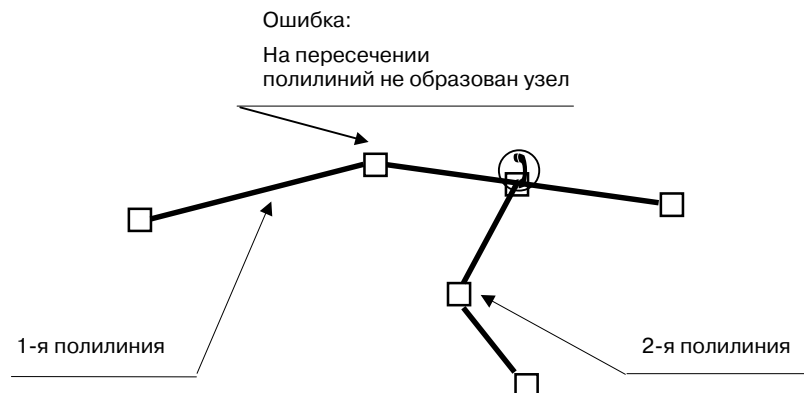 Ошибка:
На пересечении
полилиний не образован узел
1-я полилиния
2-я полилиния